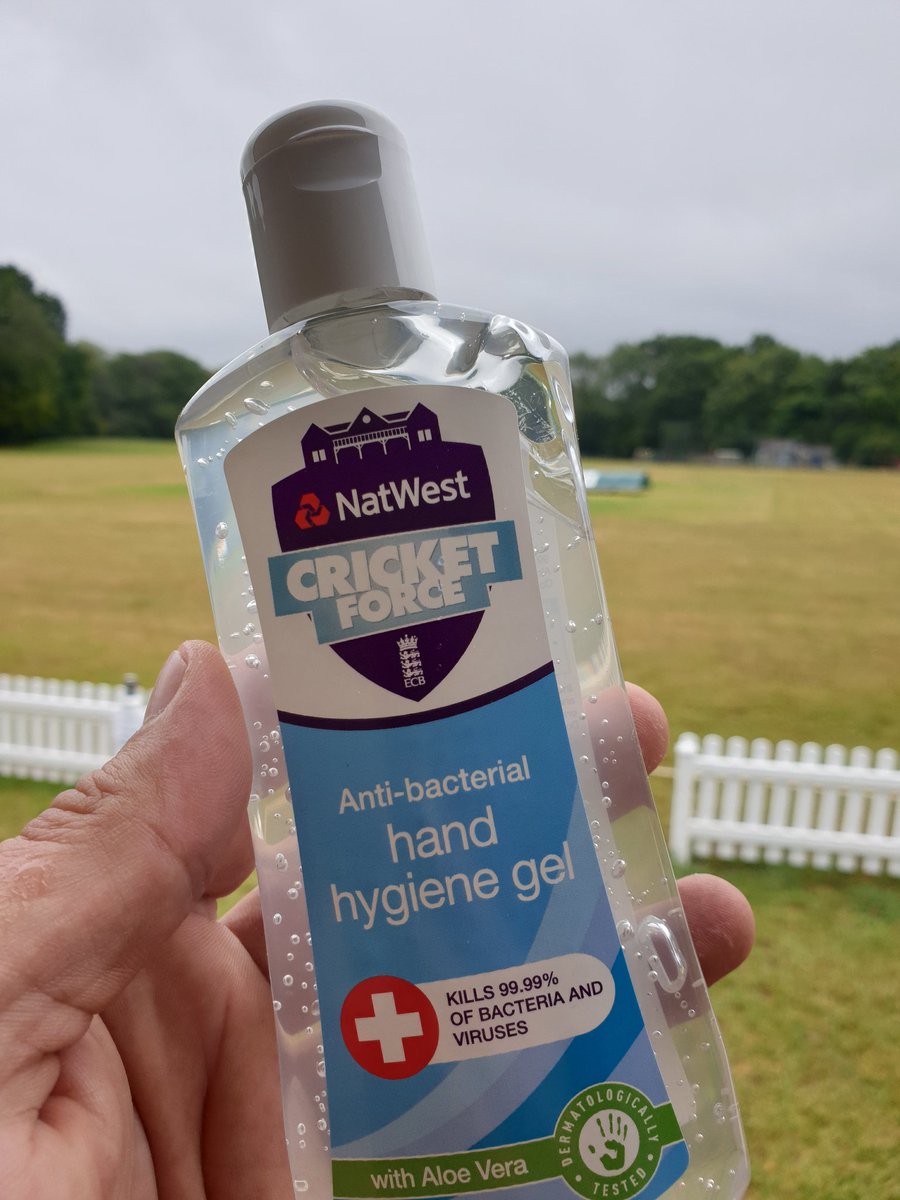 NatWest
CRICKET
FORCE
ECB
Anti-bacterial
hand
hygiene gel
KILLS 99.99%
OF BACTERIA AND
VIRUSES
with Aloe Vera
DERMATOLOGICALLY
TESTED